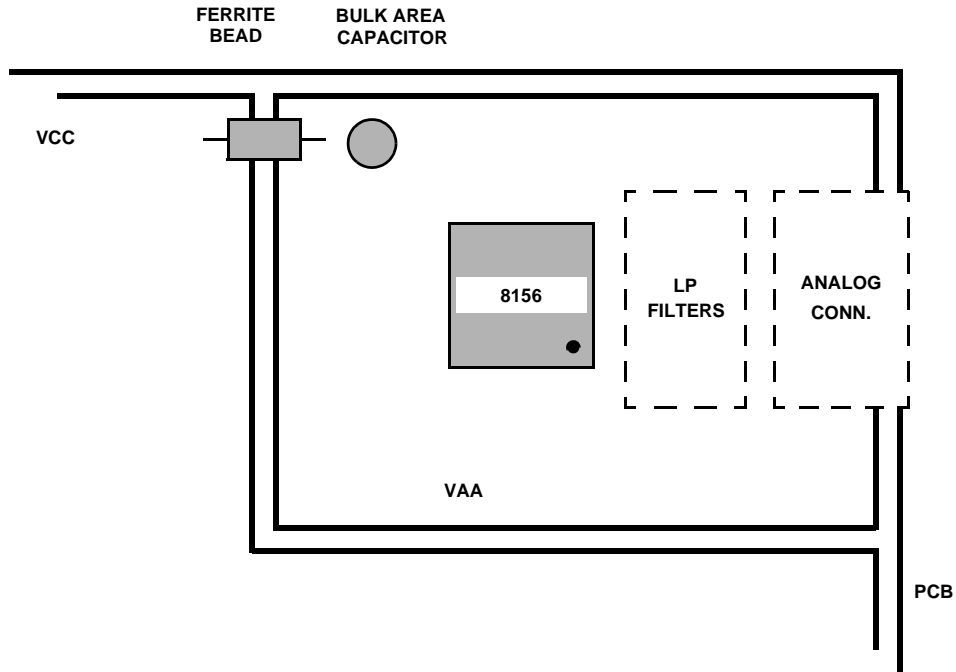 FERRITE
BEAD
BULK AREA
CAPACITOR
VCC
8156
LP
FILTERS
ANALOG
CONN.
VAA
PCB